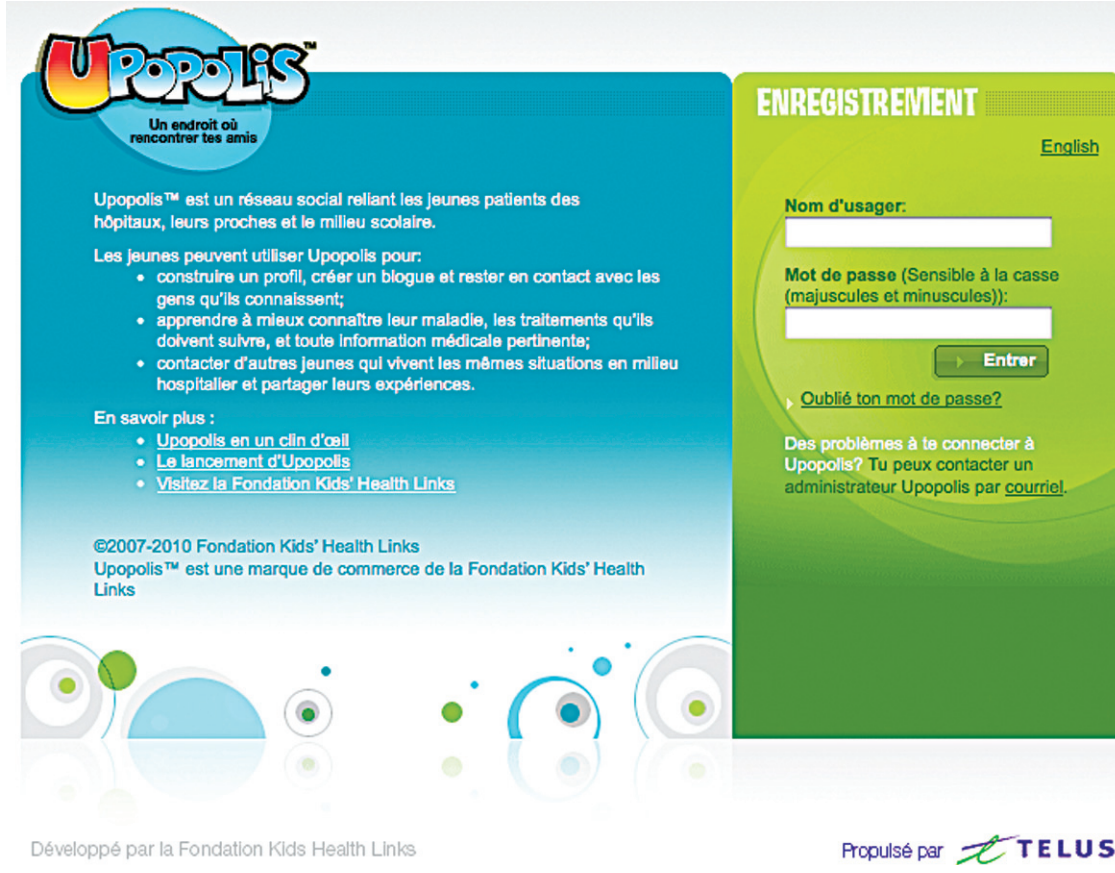 UPOPOLIS™
Un endroit où
rencontrer tes amis
Upopolis™ est un réseau social reliant les jeunes patients des
hôpitaux, leurs proches et le milieu scolaire.
Les jeunes peuvent utiliser Upopolis pour:
• construire un profil, créer un blogue et rester en contact avec les
gens qu'ils connaissent;
• apprendre à mieux connaître leur maladie, les traitements qu'ils
doivent suivre, et toute information médicale pertinente;
• contacter d'autres jeunes qui vivent les mêmes situations en milieu
hospitalier et partager leurs expériences.
En savoir plus :
• Upopolis en un clin d'œil
• Le lancement d'Upopolis
• Visitez la Fondation Kids' Health Links
©2007-2010 Fondation Kids' Health Links
Upopolis™ est une marque de commerce de la Fondation Kids' Health
Links
ENREGISTREMENT
English
Nom d'usager:
Mot de passe (Sensible à la casse
(majuscules et minuscules)):
Entrer
Oublié ton mot de passe?
Des problèmes à te connecter à
Upopolis? Tu peux contacter un
administrateur Upopolis par courriel.
Développé par la Fondation Kids Health Links
Propulsé par TELUS